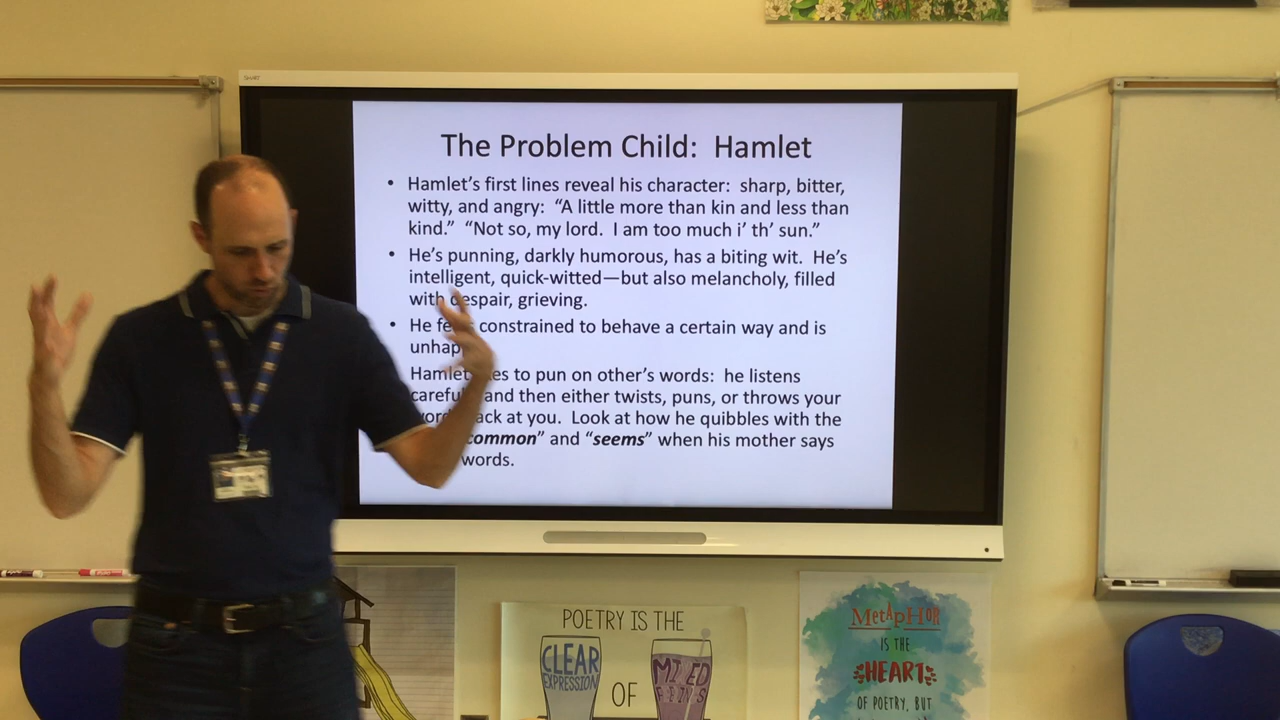 SMART
The Problem Child: Hamlet
• Hamlet's first lines reveal his character: sharp, bitter,
witty, and angry: “A little more than kin and less than
kind.” “Not so, my lord. I am too much i’ th’ sun.”
• He’s punning, darkly humorous, has a biting wit. He’s
intelligent, quick-witted—but also melancholy, filled
with despair, grieving.
• He constrained to behave a certain way and is
Hamlet to pun on other’s words: he listens
and then either twists, puns, or throws your
back at you. Look at how he quibbles with the
common” and “seems” when his mother says
words.
POETRY IS THE
CLEAR
EXPRESSION
OF
MIXED
FEELINGS
MetApHOR
IS THE
HEART
OF POETRY, BUT